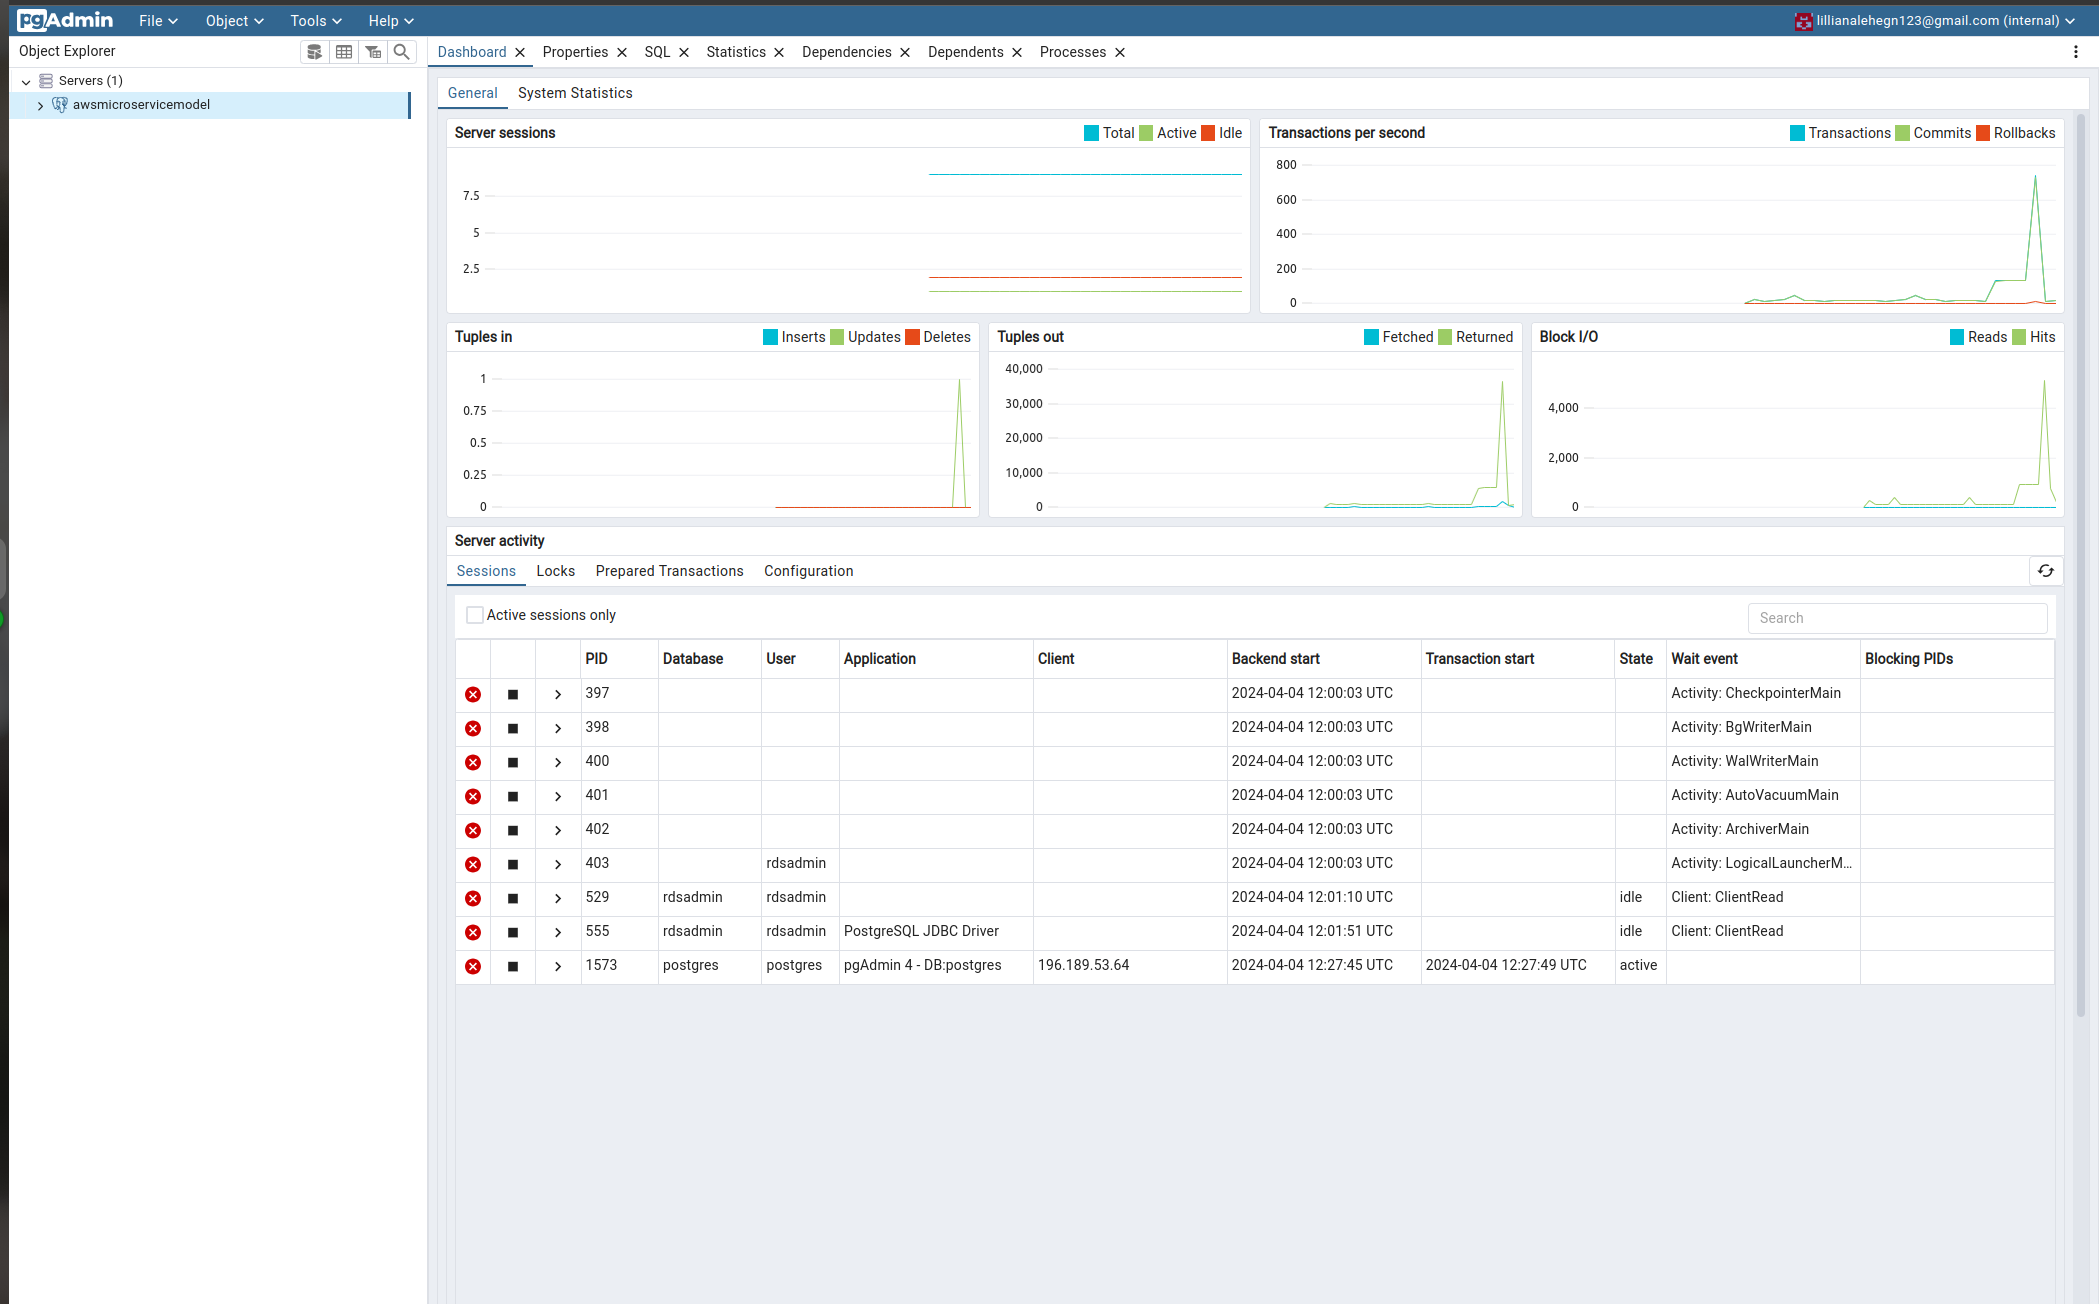 pgAdmin File Object Tools Help lillianalehegn123@gmail.com (internal)
Object Explorer
Dashboard Properties SQL Statistics Dependencies Dependents Processes
Servers (1)
awsmicroservicemodel
General System Statistics
Server sessions Total Active Idle
7.5
5
2.5
Transactions per second Transactions Commits Rollbacks
800
600
400
200
0
Tuples in Inserts Updates Deletes
1
0.75
0.5
0.25
0
Tuples out Fetched Returned
40,000
30,000
20,000
10,000
0
Block I/O Reads Hits
4,000
2,000
0
Server activity
Sessions Locks Prepared Transactions Configuration
Active sessions only Search
PID Database User Application Client Backend start Transaction start State Wait event Blocking PIDs
397 2024-04-04 12:00:03 UTC Activity: CheckpointerMain
398 2024-04-04 12:00:03 UTC Activity: BgWriterMain
400 2024-04-04 12:00:03 UTC Activity: WalWriterMain
401 2024-04-04 12:00:03 UTC Activity: AutoVacuumMain
402 2024-04-04 12:00:03 UTC Activity: ArchiverMain
403 rdsadmin 2024-04-04 12:00:03 UTC Activity: LogicalLauncherM...
529 rdsadmin rdsadmin 2024-04-04 12:01:10 UTC idle Client: ClientRead
555 rdsadmin rdsadmin PostgreSQL JDBC Driver 2024-04-04 12:01:51 UTC idle Client: ClientRead
1573 postgres postgres pgAdmin 4 - DB:postgres 196.189.53.64 2024-04-04 12:27:45 UTC 2024-04-04 12:27:49 UTC active